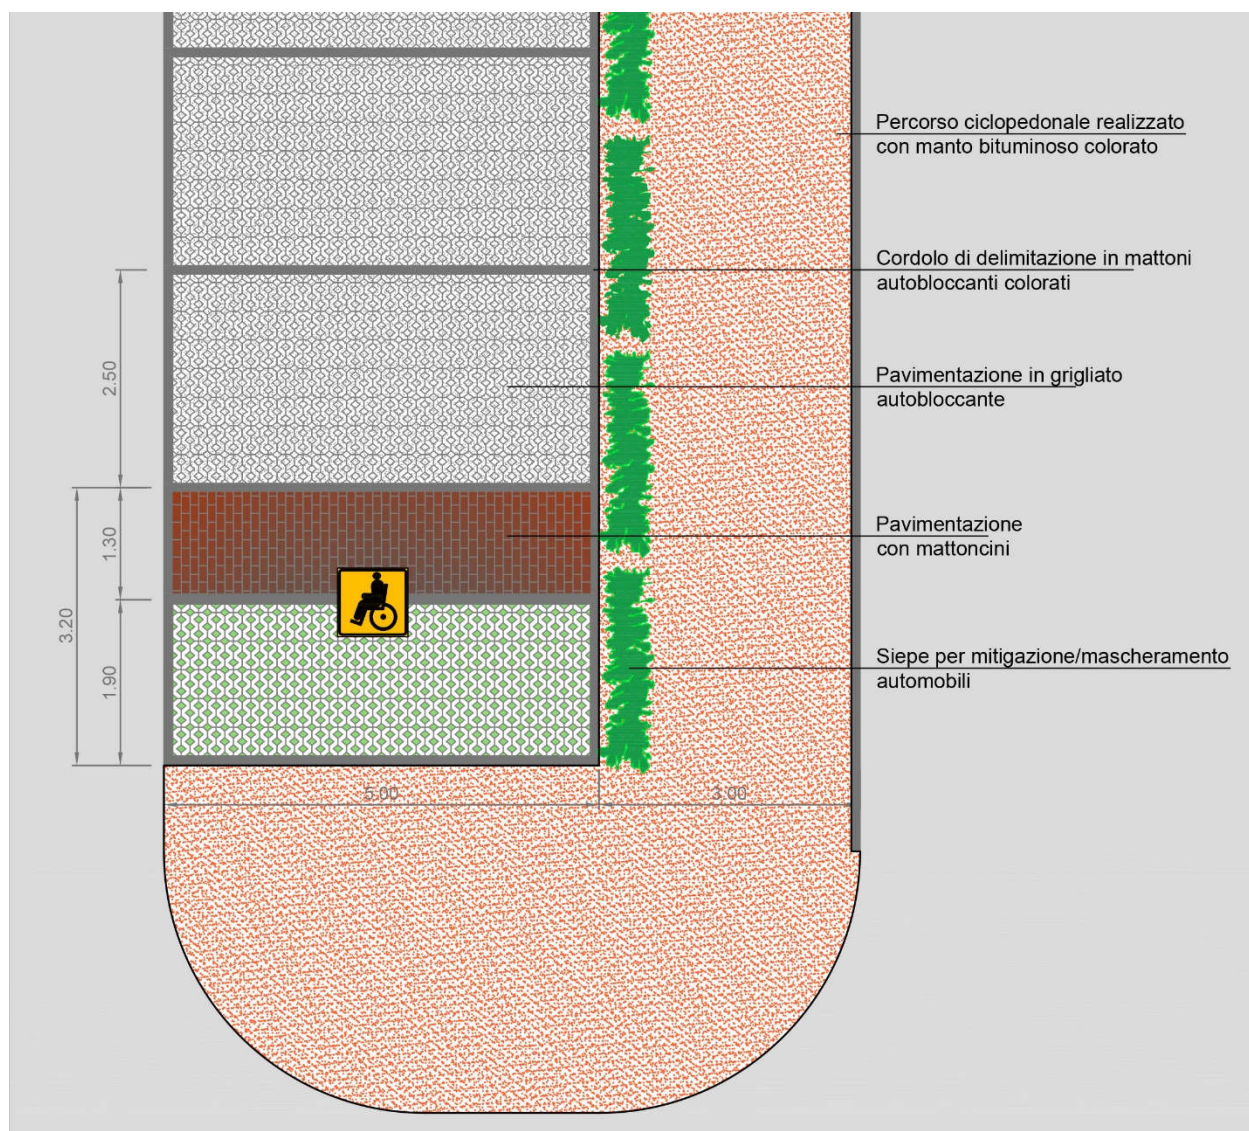 Percorso ciclopedonale realizzato
con manto bituminoso colorato
Cordolo di delimitazione in mattoni
autobloccanti colorati
Pavimentazione in grigliato
autobloccante
Pavimentazione
con mattoncini
Siepe per mitigazione/mascheramento
automobili
2.50
1.30
3.20
1.90
5.00
3.00